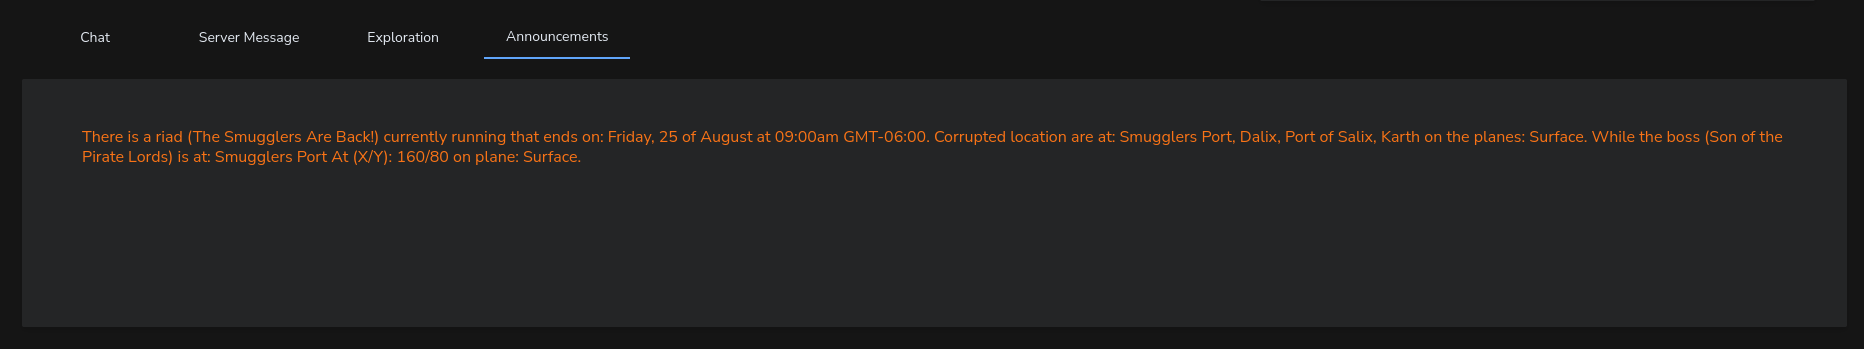 Chat
Server Message
Exploration
Announcements
There is a riad (The Smugglers Are Back!) currently running that ends on: Friday, 25 of August at 09:00am GMT-06:00. Corrupted location are at: Smugglers Port, Dalix, Port of Salix, Karth on the planes: Surface. While the boss (Son of the
Pirate Lords) is at: Smugglers Port At (X/Y): 160/80 on plane: Surface.